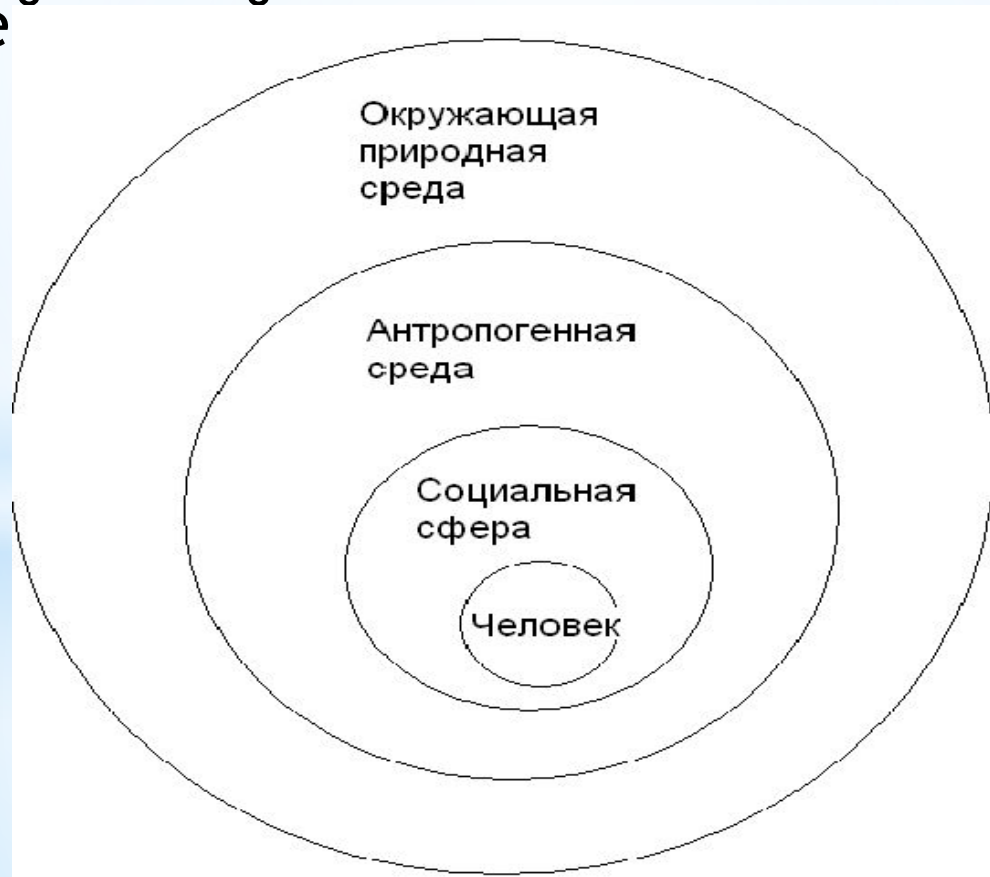 е
Окружающая
природная
среда
Антропогенная
среда
Социальная
сфера
Человек